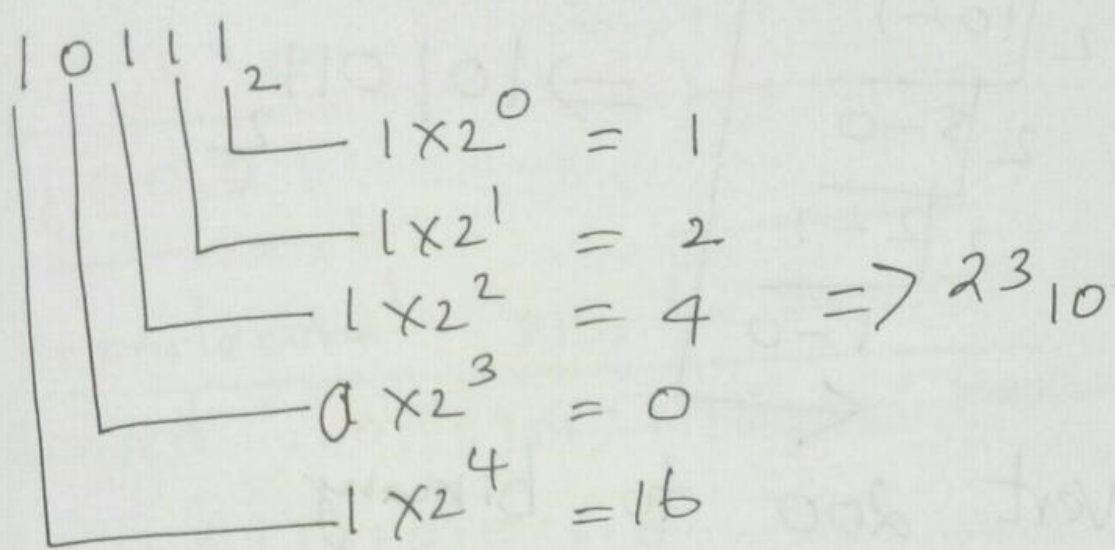 10111₂
1×2⁰ = 1
1×2¹ = 2
1×2² = 4 => 23₁₀
0×2³ = 0
1×2⁴ = 16